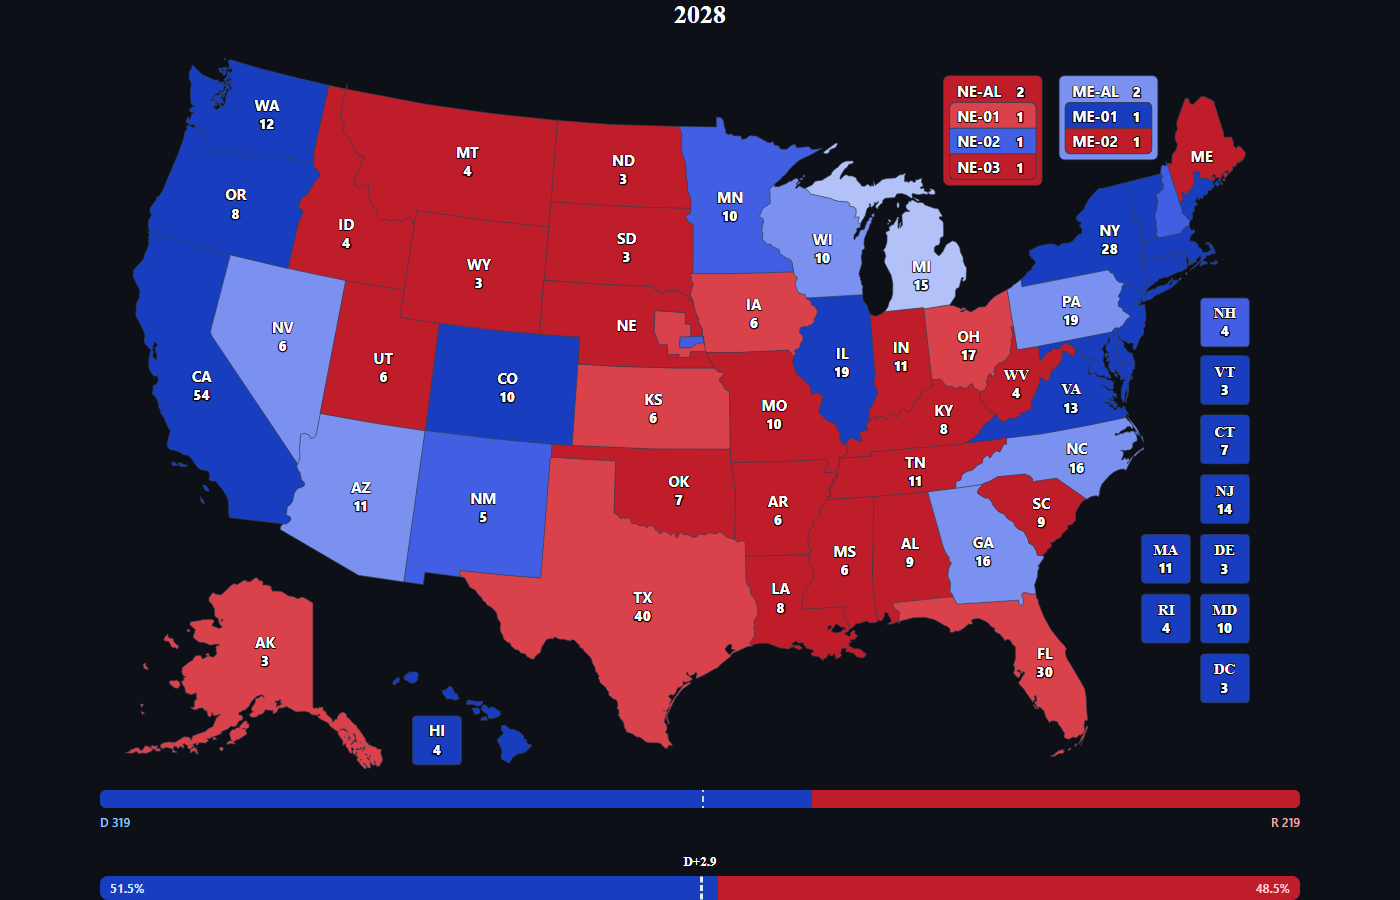 2028
WA
12
OR
8
CA
54
NV
6
ID
4
MT
4
WY
3
UT
6
AZ
11
CO
10
NM
5
ND
3
SD
3
NE
KS
6
OK
7
TX
40
MN
10
IA
6
MO
10
AR
6
LA
8
WI
10
IL
19
MI
15
IN
11
OH
17
KY
8
TN
11
MS
6
AL
9
GA
16
FL
30
SC
9
NC
16
VA
13
WV
4
PA
19
NY
28
ME
AK
3
HI
4
NE-AL 2
NE-01 1
NE-02 1
NE-03 1
ME-AL 2
ME-01 1
ME-02 1
NH
4
VT
3
CT
7
NJ
14
MA
11
DE
3
RI
4
MD
10
DC
3
D 319
R 219
D+2.9
51.5%
48.5%